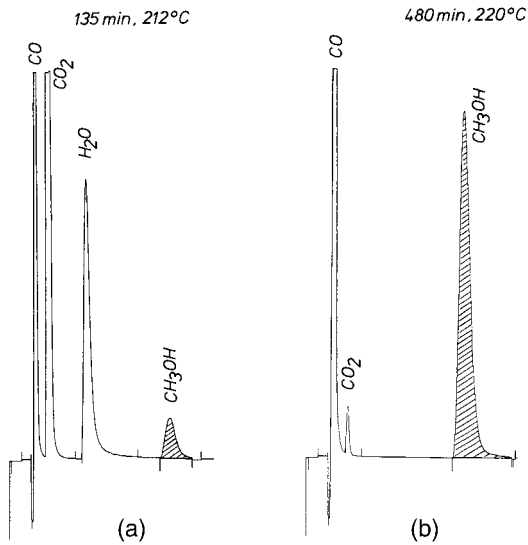 135 min, 212°C
CO
CO₂
H₂O
CH₃OH
(a)
480 min, 220°C
CO
CO₂
CH₃OH
(b)